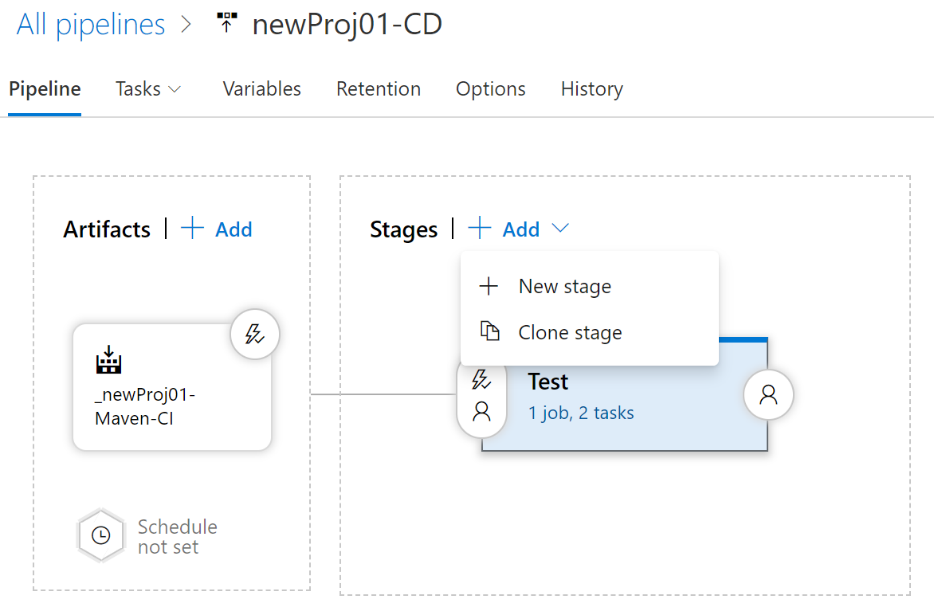 All pipelines > newProj01-CD
Pipeline Tasks Variables Retention Options History
Artifacts | + Add
Stages | + Add
New stage
Clone stage
_newProj01-
Maven-CI
Test
1 job, 2 tasks
Schedule
not set